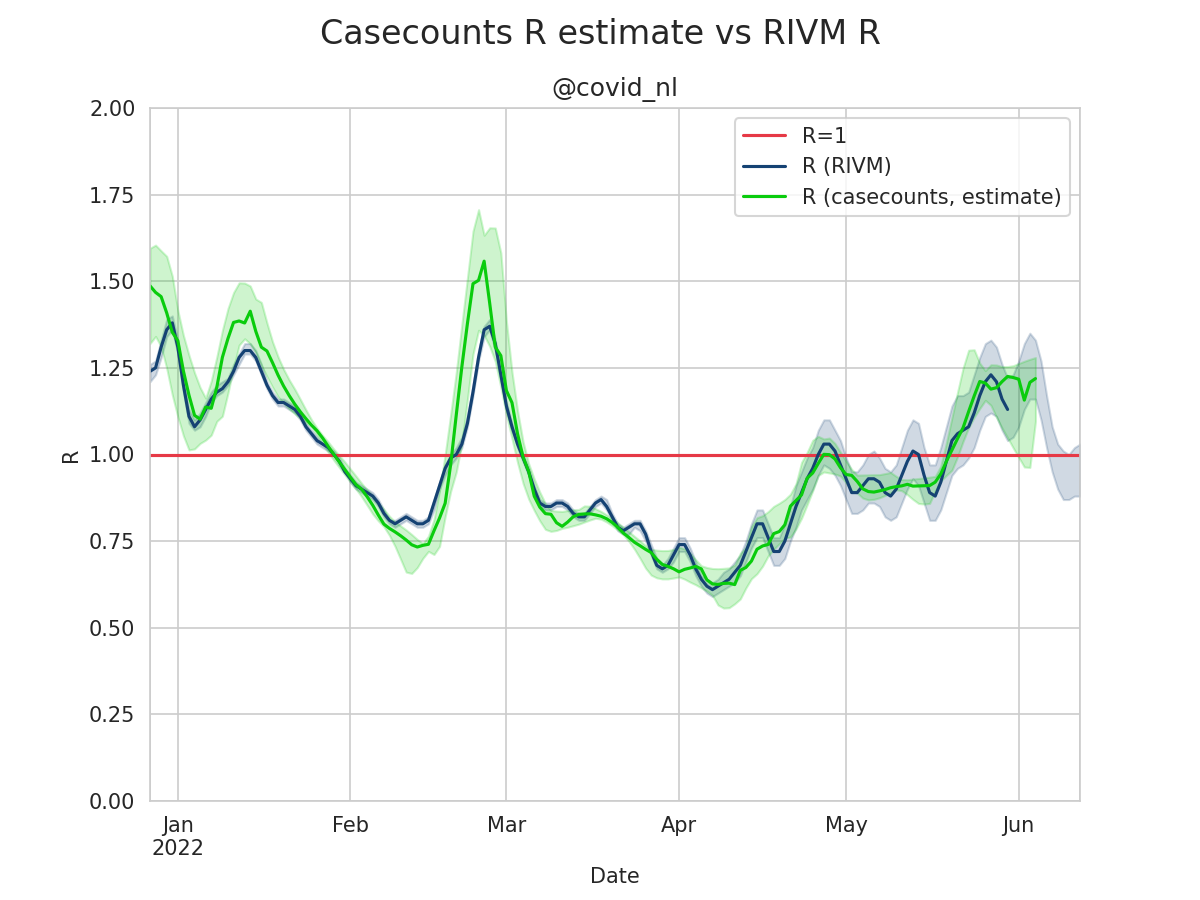 Casecounts R estimate vs RIVM R
@covid_nl
R=1
R (RIVM)
R (casecounts, estimate)
2.00
1.75
1.50
1.25
1.00
0.75
0.50
0.25
0.00
R
Jan Feb Mar Apr May Jun
2022
Date